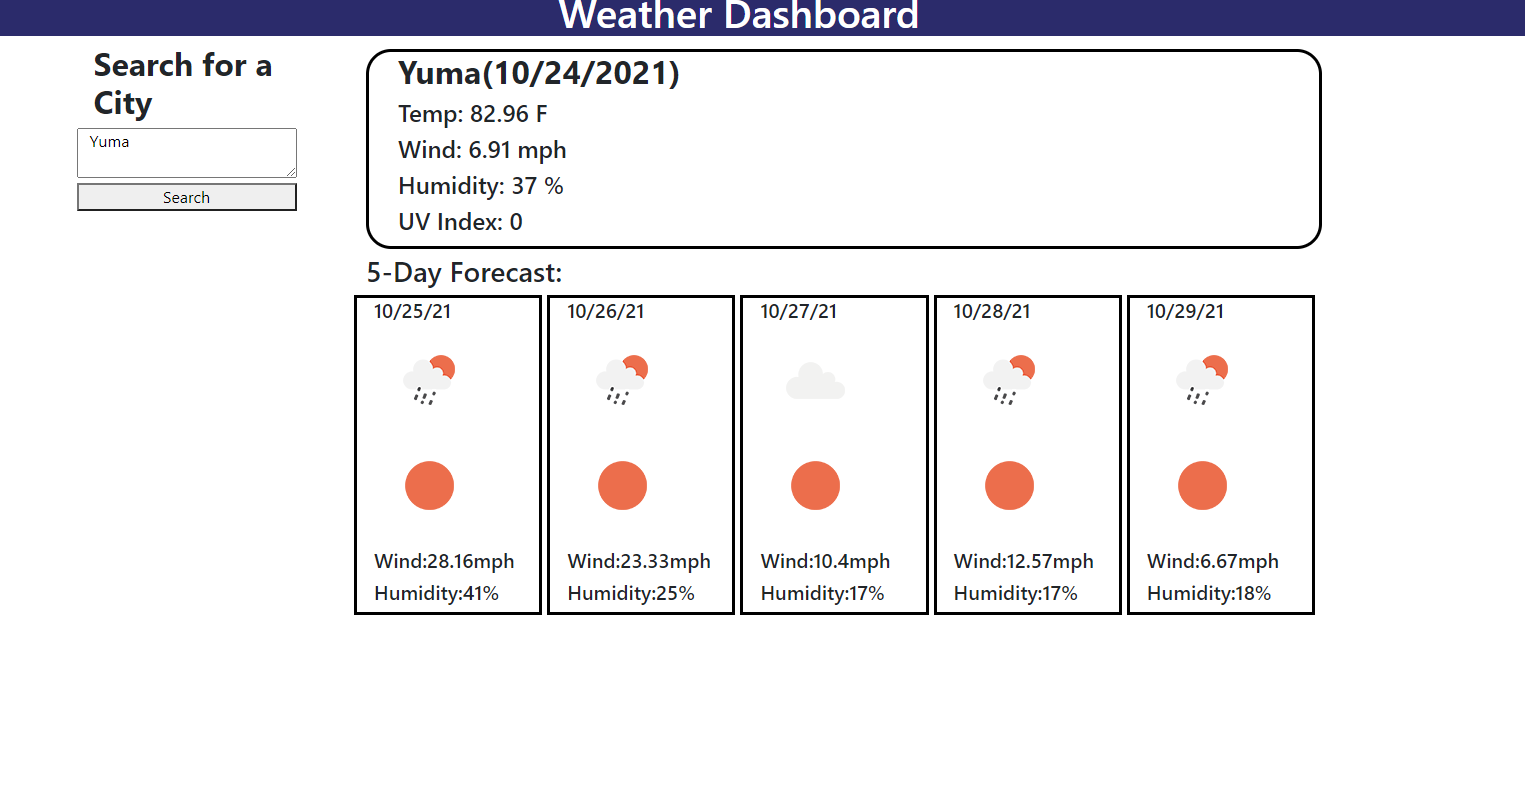 Weather Dashboard
Search for a
City
Yuma
Search
Yuma(10/24/2021)
Temp: 82.96 F
Wind: 6.91 mph
Humidity: 37 %
UV Index: 0
5-Day Forecast:
10/25/21
Wind:28.16mph
Humidity:41%
10/26/21
Wind:23.33mph
Humidity:25%
10/27/21
Wind:10.4mph
Humidity:17%
10/28/21
Wind:12.57mph
Humidity:17%
10/29/21
Wind:6.67mph
Humidity:18%